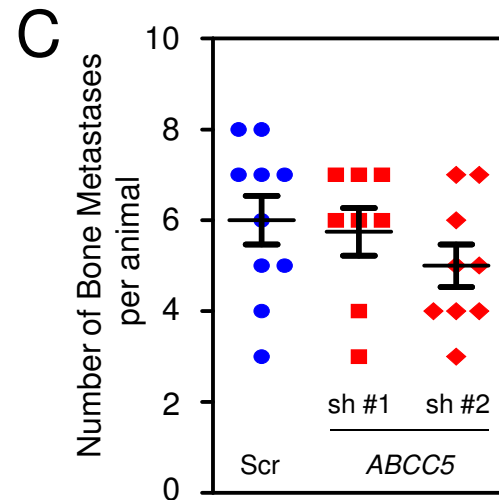 C
Number of Bone Metastases
per animal
10
8
6
4
2
0
sh #1 sh #2
Scr ABCC5